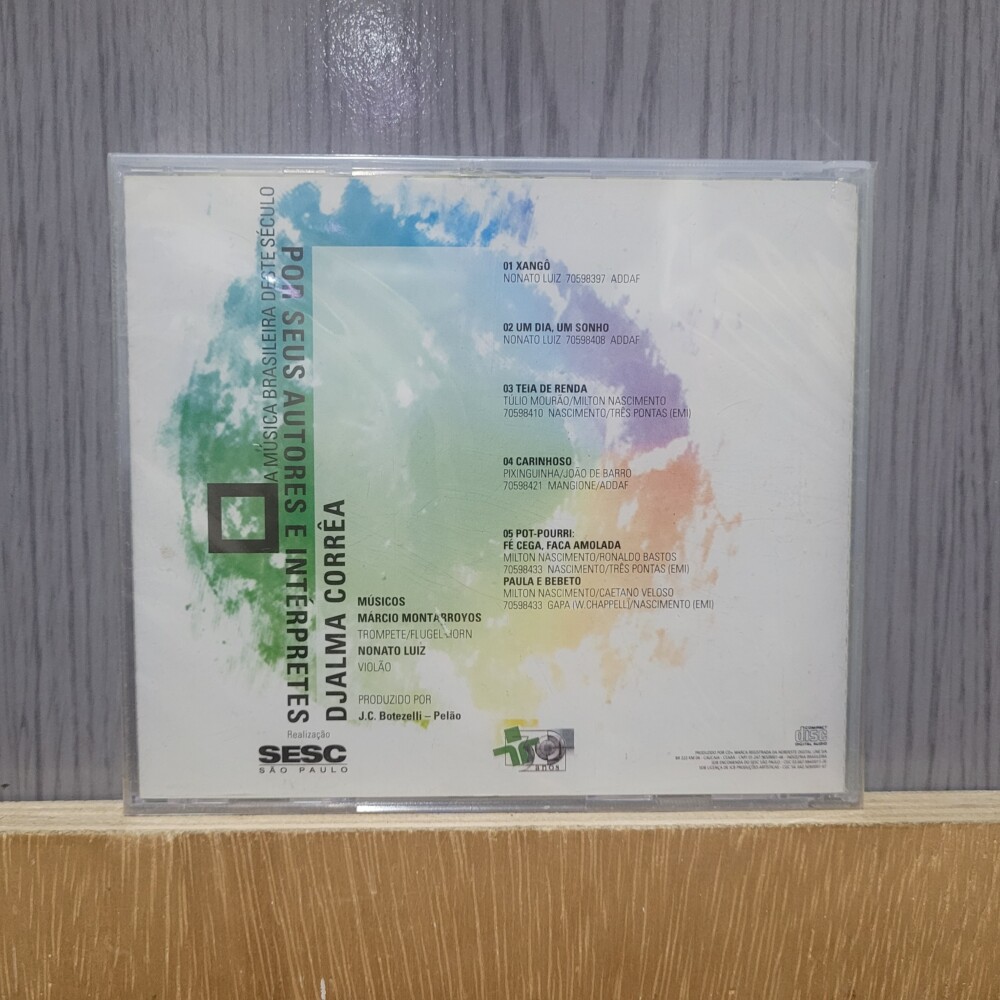 A MÚSICA BRASILEIRA DESTE SÉCULO
POR SEUS AUTORES E INTÉRPRETES
DJALMA CORRÊA
01 XANGÔ
NONATO LUIZ 70598397 ADDAF
02 UM DIA, UM SONHO
NONATO LUIZ 70598408 ADDAF
03 TEIA DE RENDA
TÚLIO MOURÃO/MILTON NASCIMENTO
70598410 NASCIMENTO/TRÊS PONTAS (EMI)
04 CARINHOSO
PIXINGUINHA/JOÃO DE BARRO
70598421 MANGIONE/ADDAF
05 POT-POURRI:
FÉ CEGA, FACA AMOLADA
MILTON NASCIMENTO/RONALDO BASTOS
70598433 NASCIMENTO/TRÊS PONTAS (EMI)
PAULA E BEBETO
MILTON NASCIMENTO/CAETANO VELOSO
70598433 GAPA (W.CHAPPELL)/NASCIMENTO (EMI)
MÚSICOS
MÁRCIO MONTARROYOS
TROMPETE/FLUGELHORN
NONATO LUIZ
VIOLÃO
PRODUZIDO POR
J.C. Botezelli – Pelão
Realização
SESC
SÃO PAULO
disc
DIGITAL AUDIO